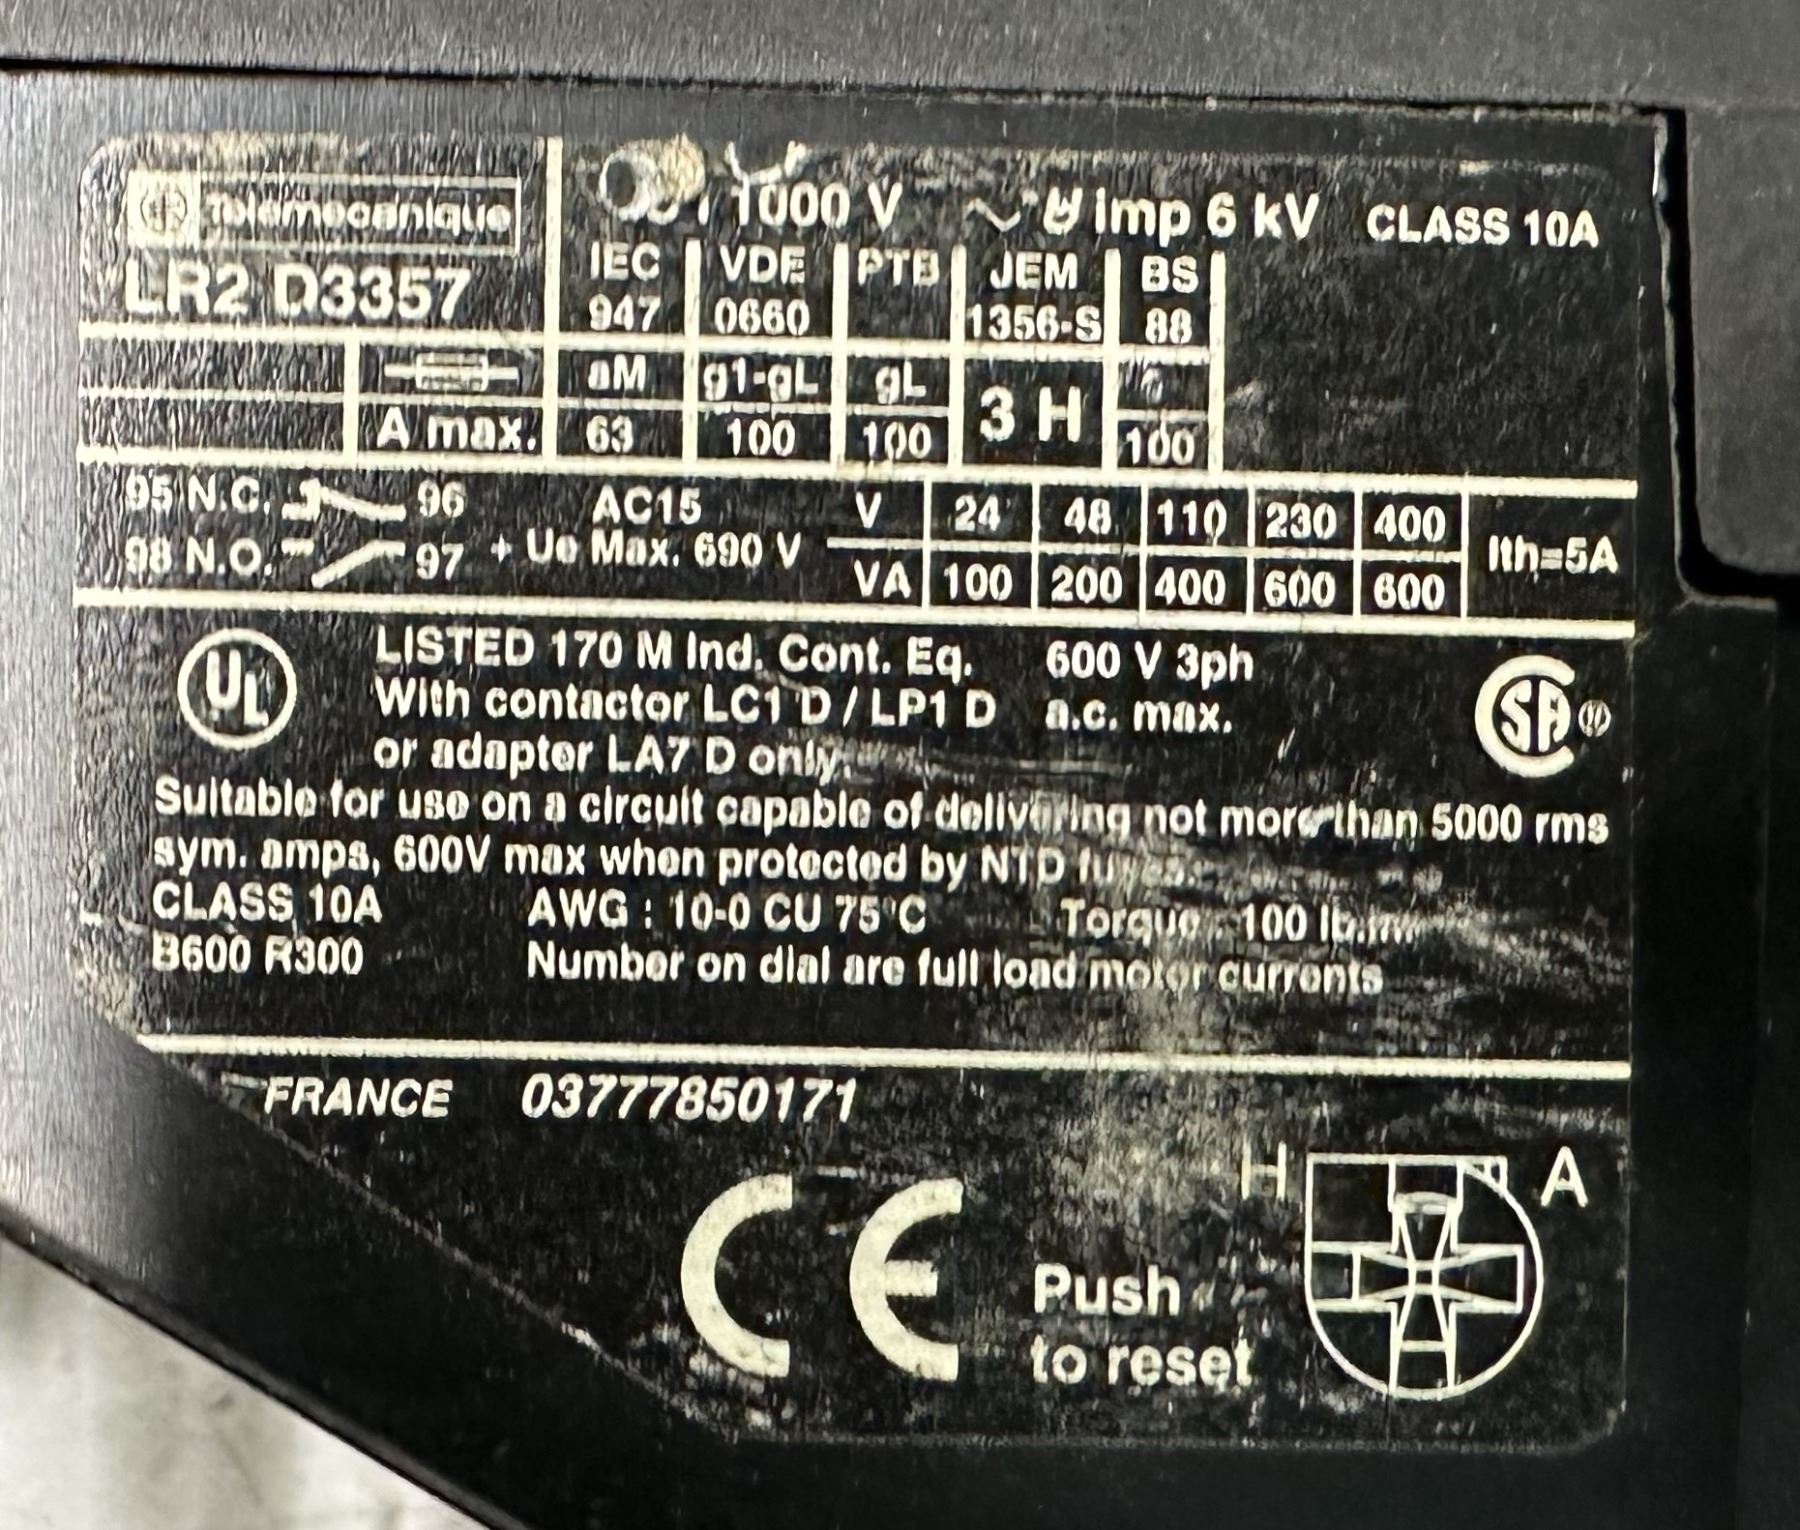 Telemecanique
LR2 D3357
1000 V ~ U imp 6 kV CLASS 10A
IEC 947 VDE 0660 PTB JEM 1356-S BS 88
aM g1-gL gL 3 H
A max. 63 100 100 100
95 N.C. 96 AC15 V 24 48 110 230 400 Ith=5A
98 N.O. 97 + Ue Max. 690 V VA 100 200 400 600 600
UL LISTED 170 M Ind. Cont. Eq. 600 V 3ph
With contactor LC1 D / LP1 D a.c. max.
or adapter LA7 D only.
SA ®
Suitable for use on a circuit capable of delivering not more than 5000 rms
sym. amps, 600V max when protected by NTD fuses.
CLASS 10A AWG : 10-0 CU 75°C Torque 100 lb.in
B600 R300 Number on dial are full load motor currents
FRANCE 03777850171
CE
H A
Push
to reset